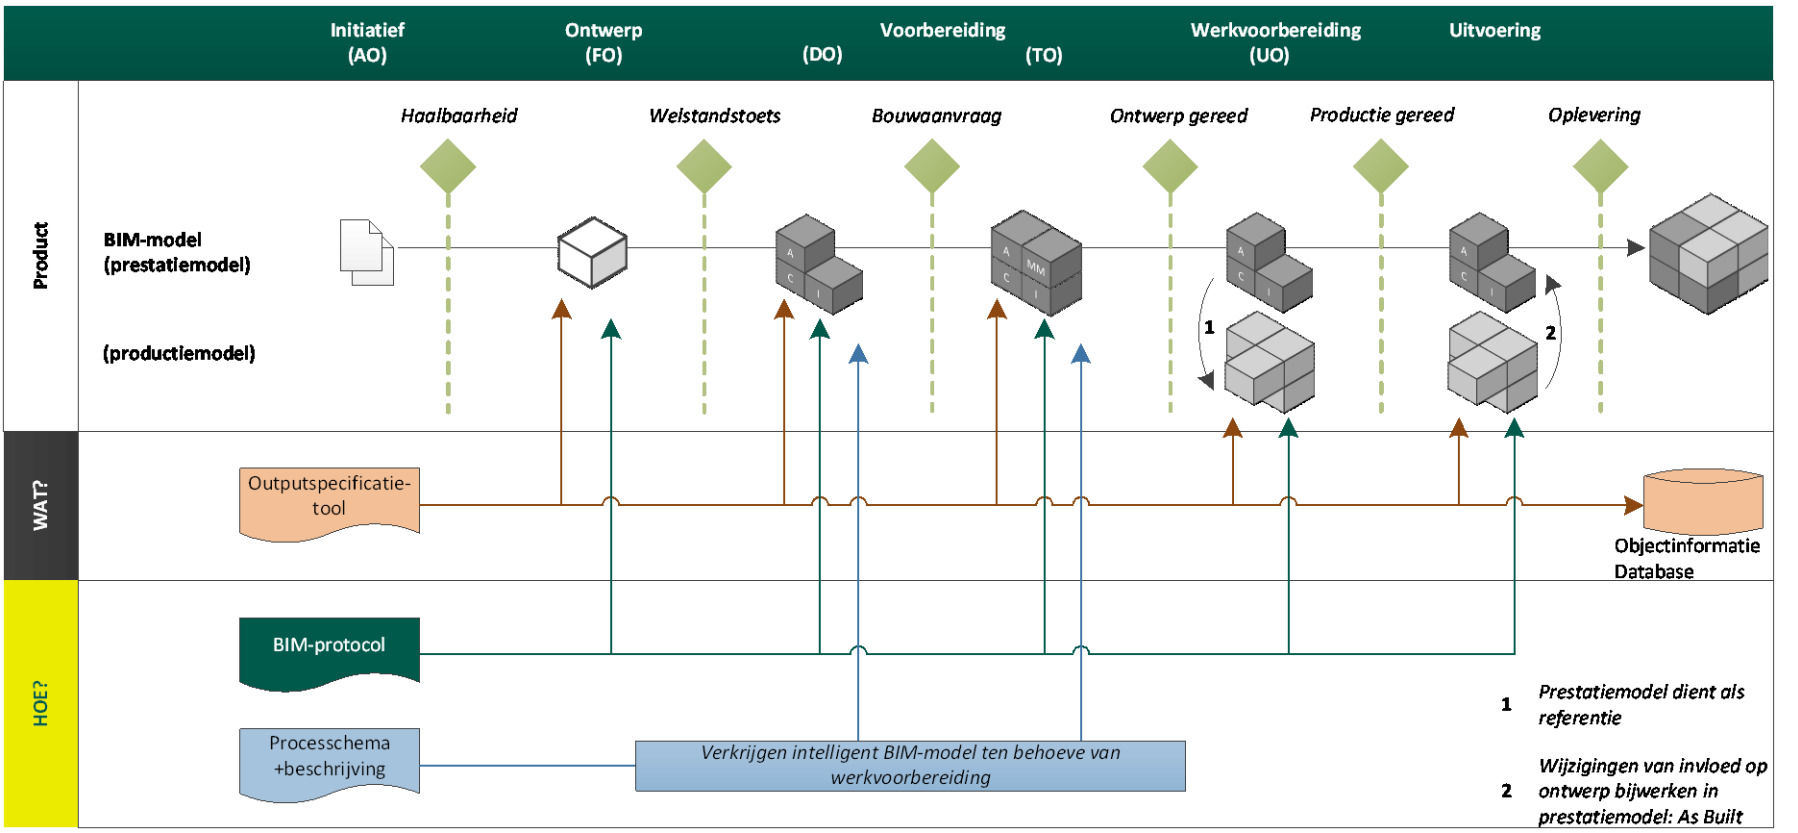 Initiatief
(AO)
Ontwerp
(FO)
Voorbereiding
(DO)
(TO)
Werkvoorbereiding
(UO)
Uitvoering
Haalbaarheid
Welstandstoets
Bouwaanvraag
Ontwerp gereed
Productie gereed
Oplevering
Product
BIM-model
(prestatiemodel)
(productiemodel)
A
C
I
A
MM
C
I
A
C
I
A
C
I
1
2
WAT?
Outputspecificatie-
tool
Objectinformatie
Database
HOE?
BIM-protocol
Processchema
+beschrijving
Verkrijgen intelligent BIM-model ten behoeve van
werkvoorbereiding
1
Prestatiemodel dient als
referentie
2
Wijzigingen van invloed op
ontwerp bijwerken in
prestatiemodel: As Built